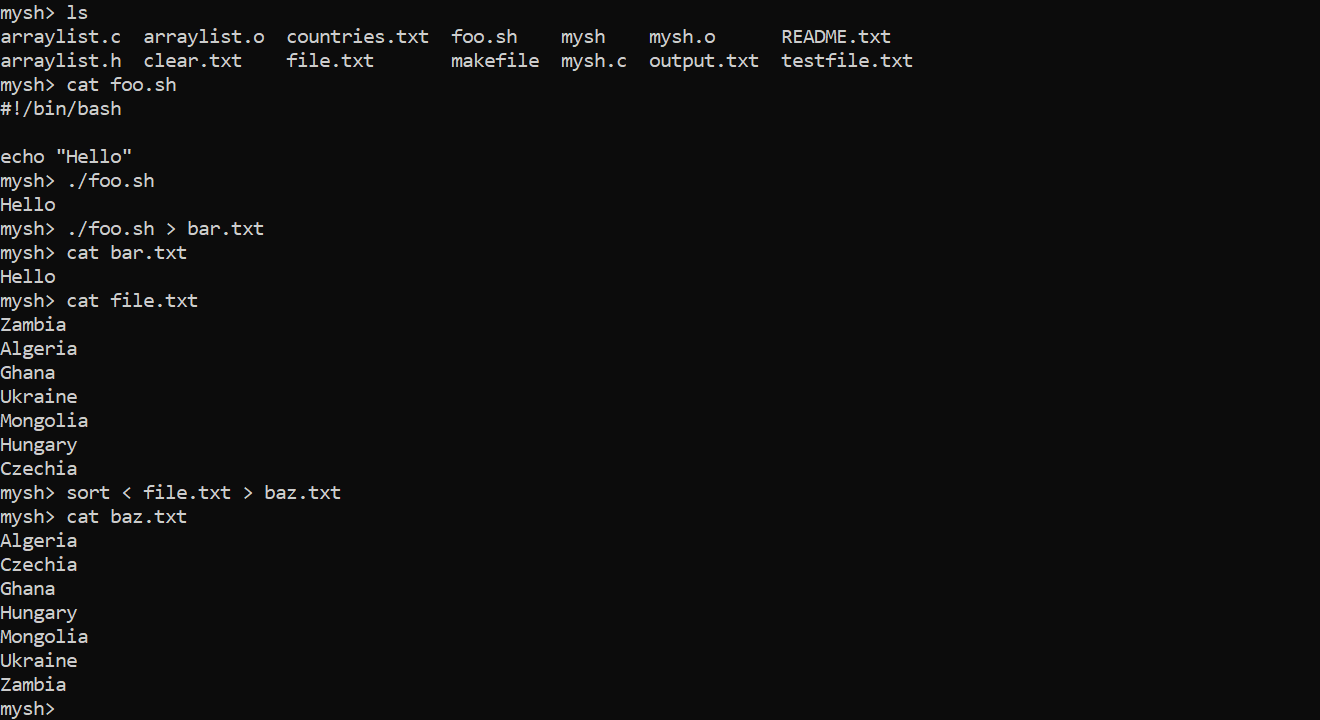 mysh> ls
arraylist.c  arraylist.o  countries.txt  foo.sh    mysh    mysh.o      README.txt
arraylist.h  clear.txt    file.txt       makefile  mysh.c  output.txt  testfile.txt
mysh> cat foo.sh
#!/bin/bash

echo "Hello"
mysh> ./foo.sh
Hello
mysh> ./foo.sh > bar.txt
mysh> cat bar.txt
Hello
mysh> cat file.txt
Zambia
Algeria
Ghana
Ukraine
Mongolia
Hungary
Czechia
mysh> sort < file.txt > baz.txt
mysh> cat baz.txt
Algeria
Czechia
Ghana
Hungary
Mongolia
Ukraine
Zambia
mysh>